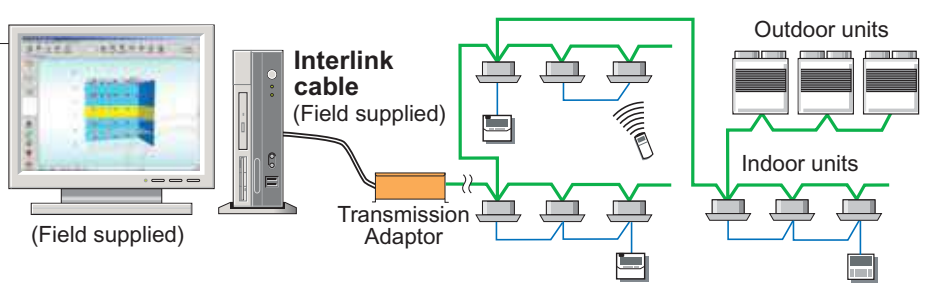 Interlink
cable
(Field supplied)
(Field supplied)
Transmission
Adaptor
Outdoor units
Indoor units